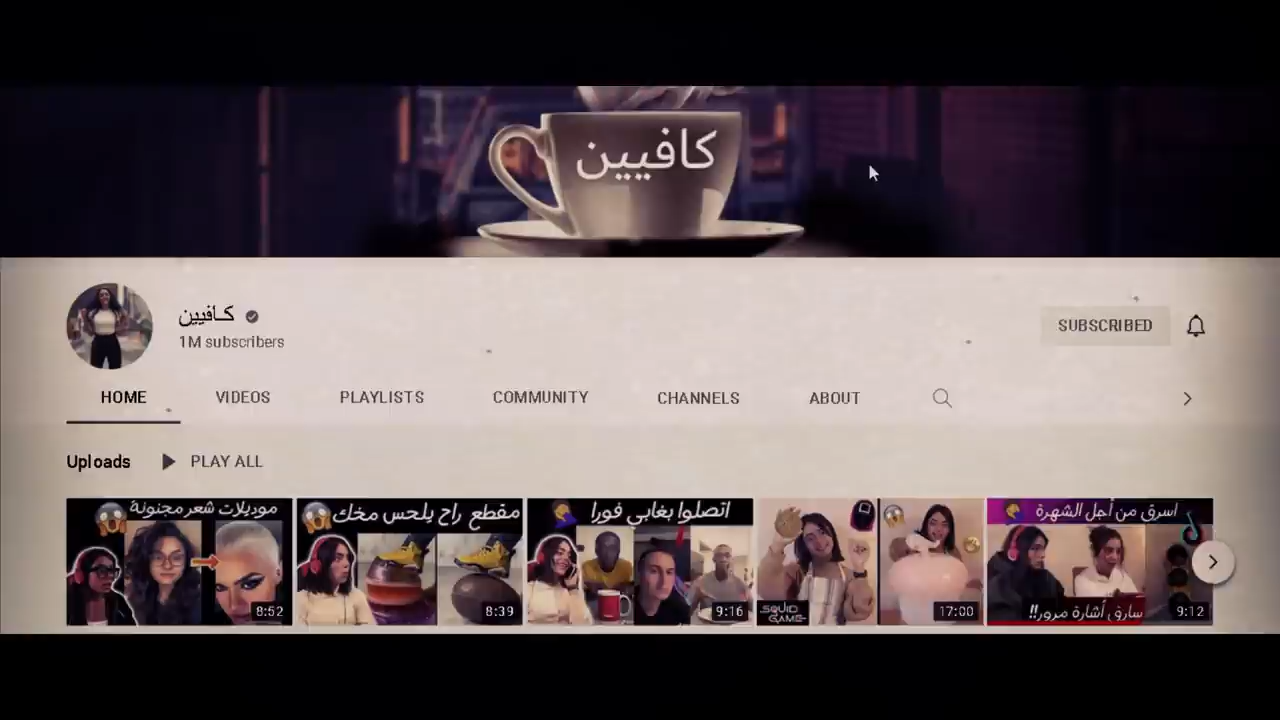 كافيين
كـافيين
1M subscribers
SUBSCRIBED
HOME
VIDEOS
PLAYLISTS
COMMUNITY
CHANNELS
ABOUT
Uploads
PLAY ALL
موديلات شعر مجنونة
8:52
مقطع راح يلحس مخك
8:39
اتصلوا بغابي فورا
9:16
SQUID
GAME
17:00
اسرق من أجل الشهرة
سارق أشارة مرور!!
9:12